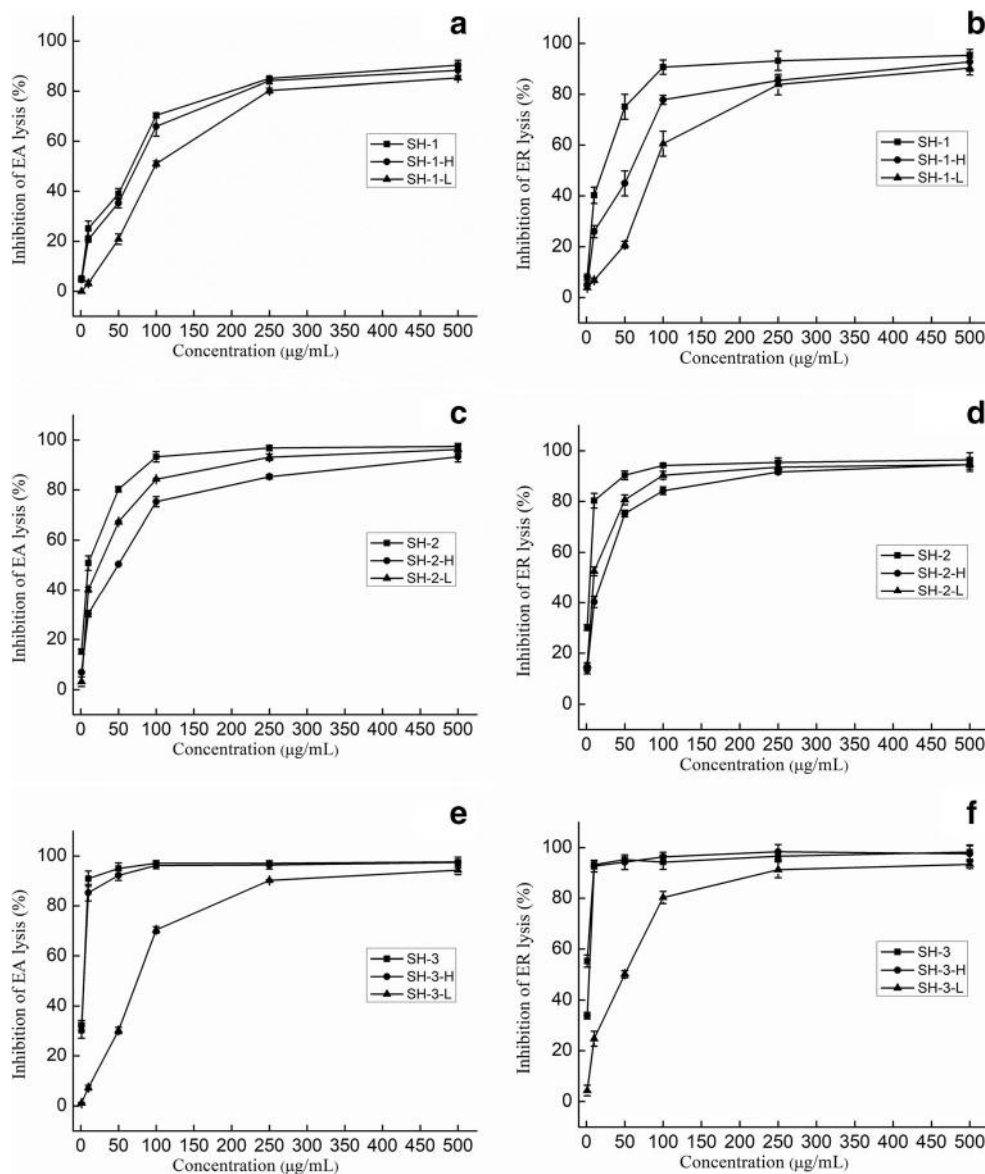 a
100
80
60
40
20
0
Inhibition of EA lysis (%)
SH-1
SH-1-H
SH-1-L
0 50 100 150 200 250 300 350 400 450 500
Concentration (μg/mL)
b
100
80
60
40
20
0
Inhibition of ER lysis (%)
SH-1
SH-1-H
SH-1-L
0 50 100 150 200 250 300 350 400 450 500
Concentration (μg/mL)
c
100
80
60
40
20
0
Inhibition of EA lysis (%)
SH-2
SH-2-H
SH-2-L
0 50 100 150 200 250 300 350 400 450 500
Concentration (μg/mL)
d
100
80
60
40
20
0
Inhibition of ER lysis (%)
SH-2
SH-2-H
SH-2-L
0 50 100 150 200 250 300 350 400 450 500
Concentration (μg/mL)
e
100
80
60
40
20
0
Inhibition of EA lysis (%)
SH-3
SH-3-H
SH-3-L
0 50 100 150 200 250 300 350 400 450 500
Concentration (μg/mL)
f
100
80
60
40
20
0
Inhibition of ER lysis (%)
SH-3
SH-3-H
SH-3-L
0 50 100 150 200 250 300 350 400 450 500
Concentration (μg/mL)